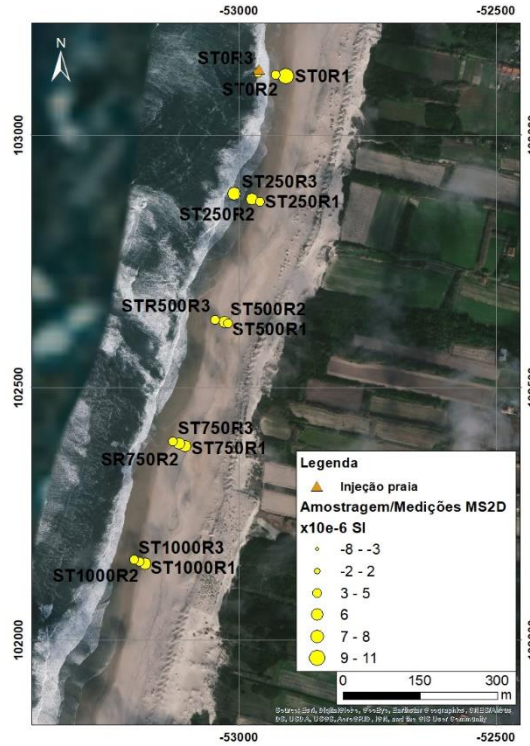 -53000
-52500
N
ST0R3
ST0R1
ST0R2
103000
ST250R3
ST250R1
ST250R2
STR500R3
ST500R2
ST500R1
102500
ST750R3
ST750R1
SR750R2
ST1000R3
ST1000R1
ST1000R2
102000
Legenda
Injeção praia
Amostragem/Medições MS2D
x10e-6 SI
-8 - -3
-2 - 2
3 - 5
6
7 - 8
9 - 11
0 150 300
m
-53000
-52500